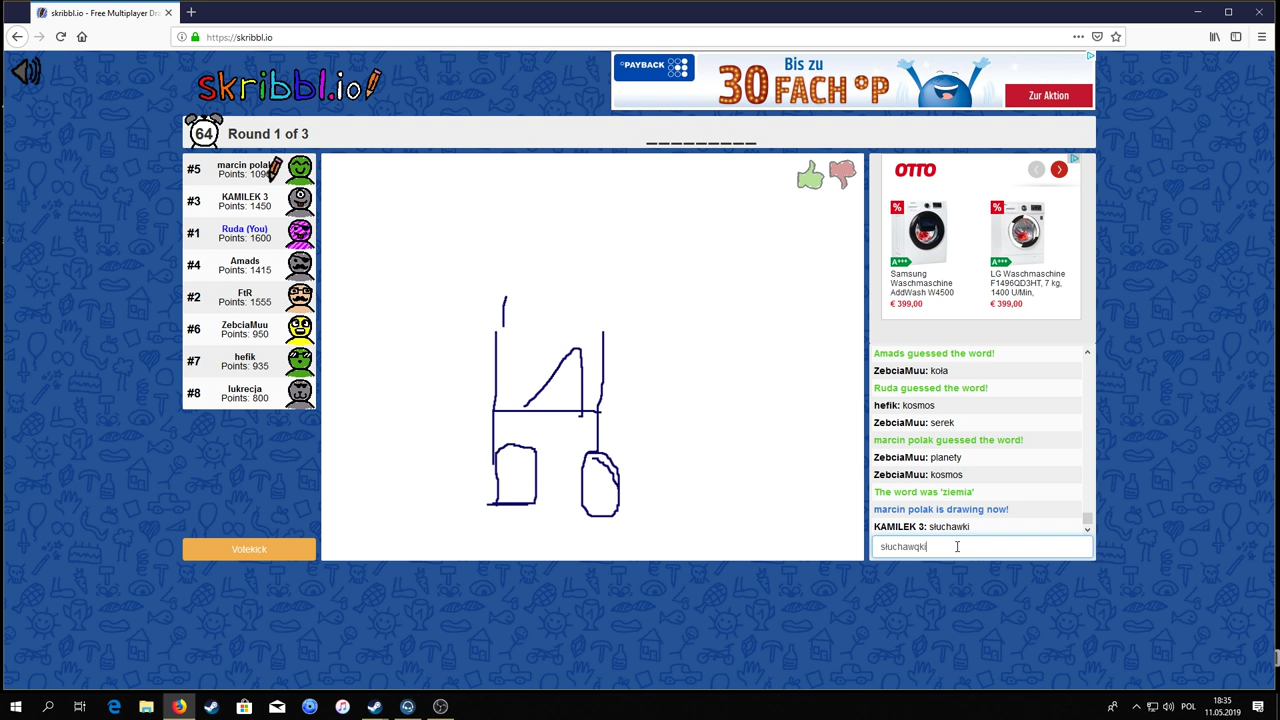 skribbl.io - Free Multiplayer Dra
https://skribbl.io
skribbl.io
°PAYBACK
Bis zu
30 FACH °P
Zur Aktion
64
Round 1 of 3
_________
#5
marcin polak
Points: 1090
#3
KAMILEK 3
Points: 1450
#1
Ruda (You)
Points: 1600
#4
Amads
Points: 1415
#2
FtR
Points: 1555
#6
ZebciaMuu
Points: 950
#7
hefik
Points: 935
#8
lukrecja
Points: 800
Votekick
OTTO
%
%
A+++
A+++
Samsung
Waschmaschine
AddWash W4500
€ 399,00
LG Waschmaschine
F1496QD3HT, 7 kg,
1400 U/Min,
€ 399,00
Amads guessed the word!
ZebciaMuu: koła
Ruda guessed the word!
hefik: kosmos
ZebciaMuu: serek
marcin polak guessed the word!
ZebciaMuu: planety
ZebciaMuu: kosmos
The word was 'ziemia'
marcin polak is drawing now!
KAMILEK 3: słuchawki
słuchawqki
POL
18:35
11.05.2019